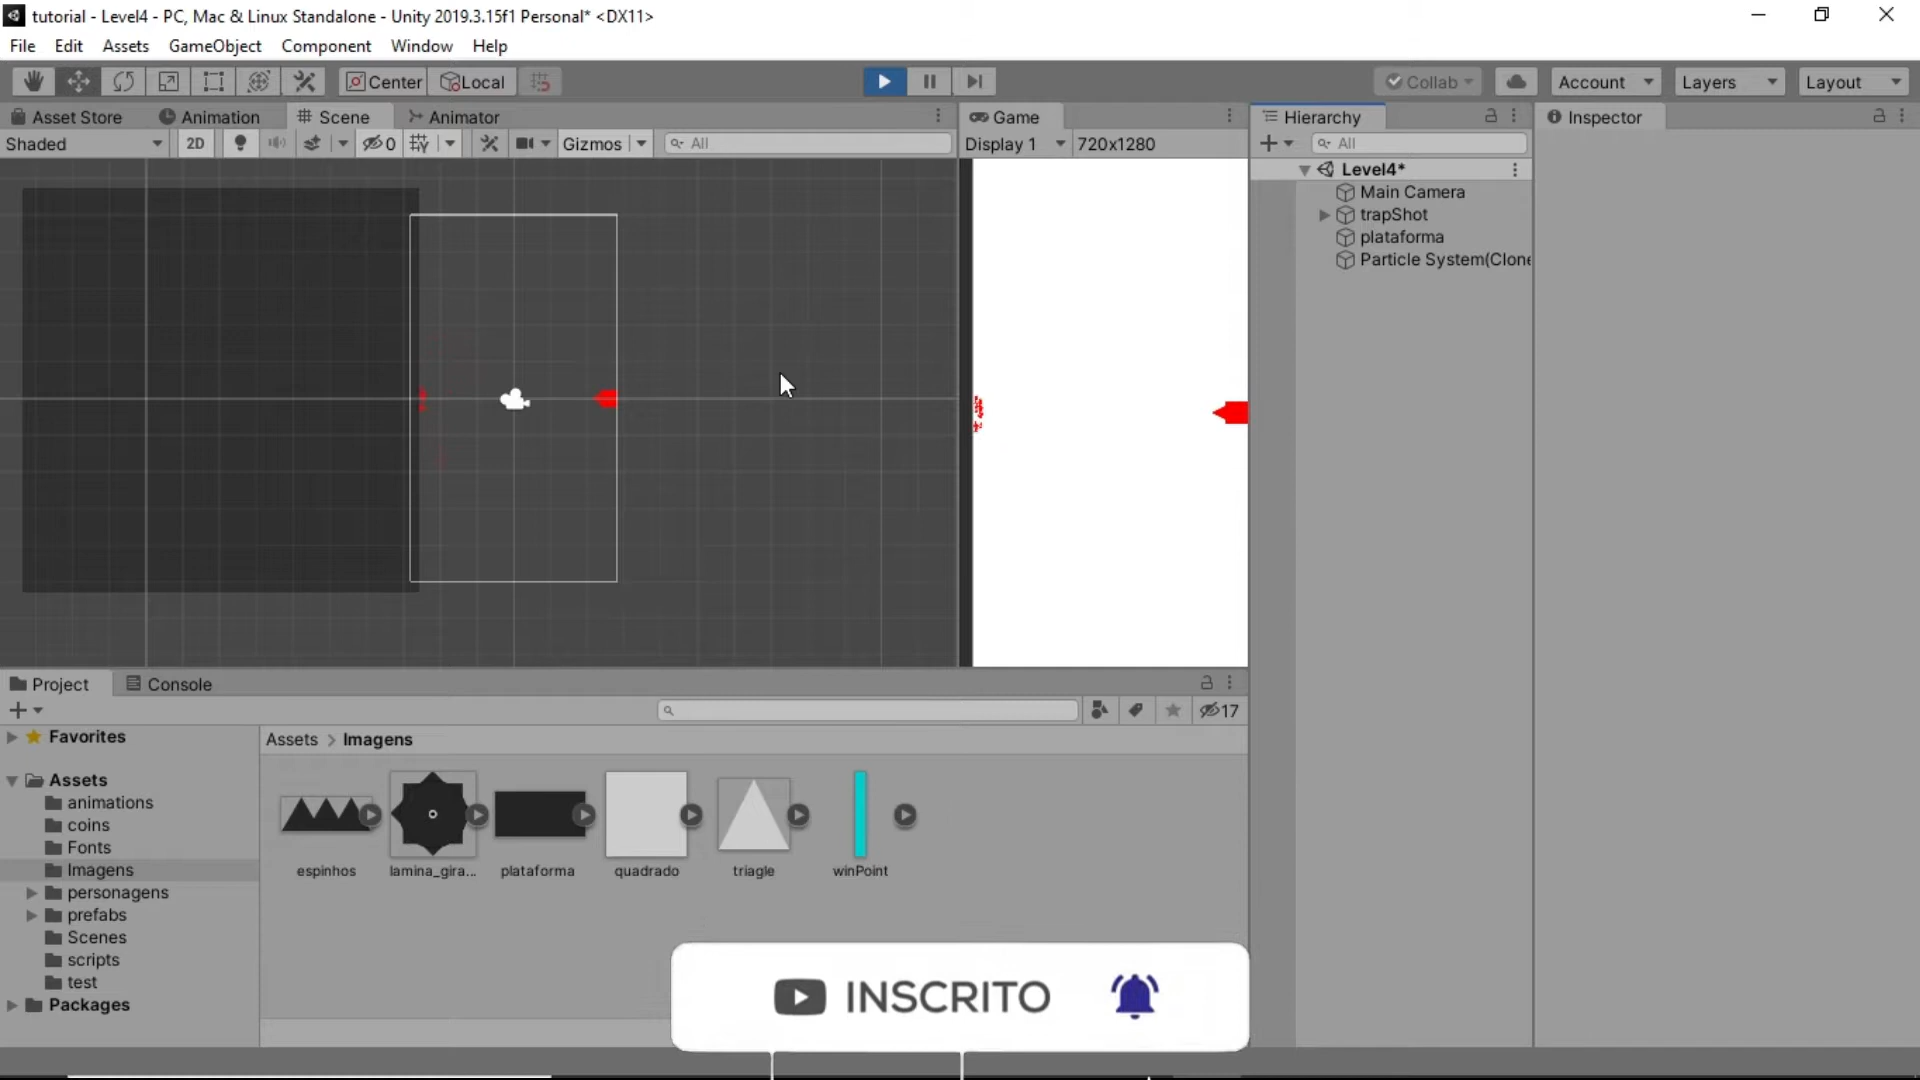 tutorial - Level4 - PC, Mac & Linux Standalone - Unity 2019.3.15f1 Personal* <DX11>
File Edit Assets GameObject Component Window Help
Center Local Collab Account Layers Layout
Asset Store Animation Scene Animator Game Hierarchy Inspector
Shaded 2D 0 Gizmos All Display 1 720x1280 All
Level4*
Main Camera
trapShot
plataforma
Particle System(Clone
Project Console
17
Favorites
Assets > Imagens
Assets
animations
coins
Fonts
Imagens
personagens
prefabs
Scenes
scripts
test
Packages
espinhos lamina_gira... plataforma quadrado triagle winPoint
INSCRITO